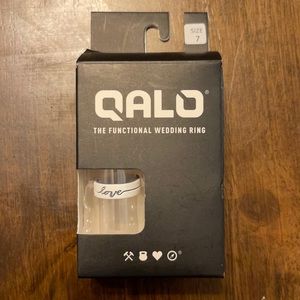 SIZE
7
QALO®
THE FUNCTIONAL WEDDING RING
love